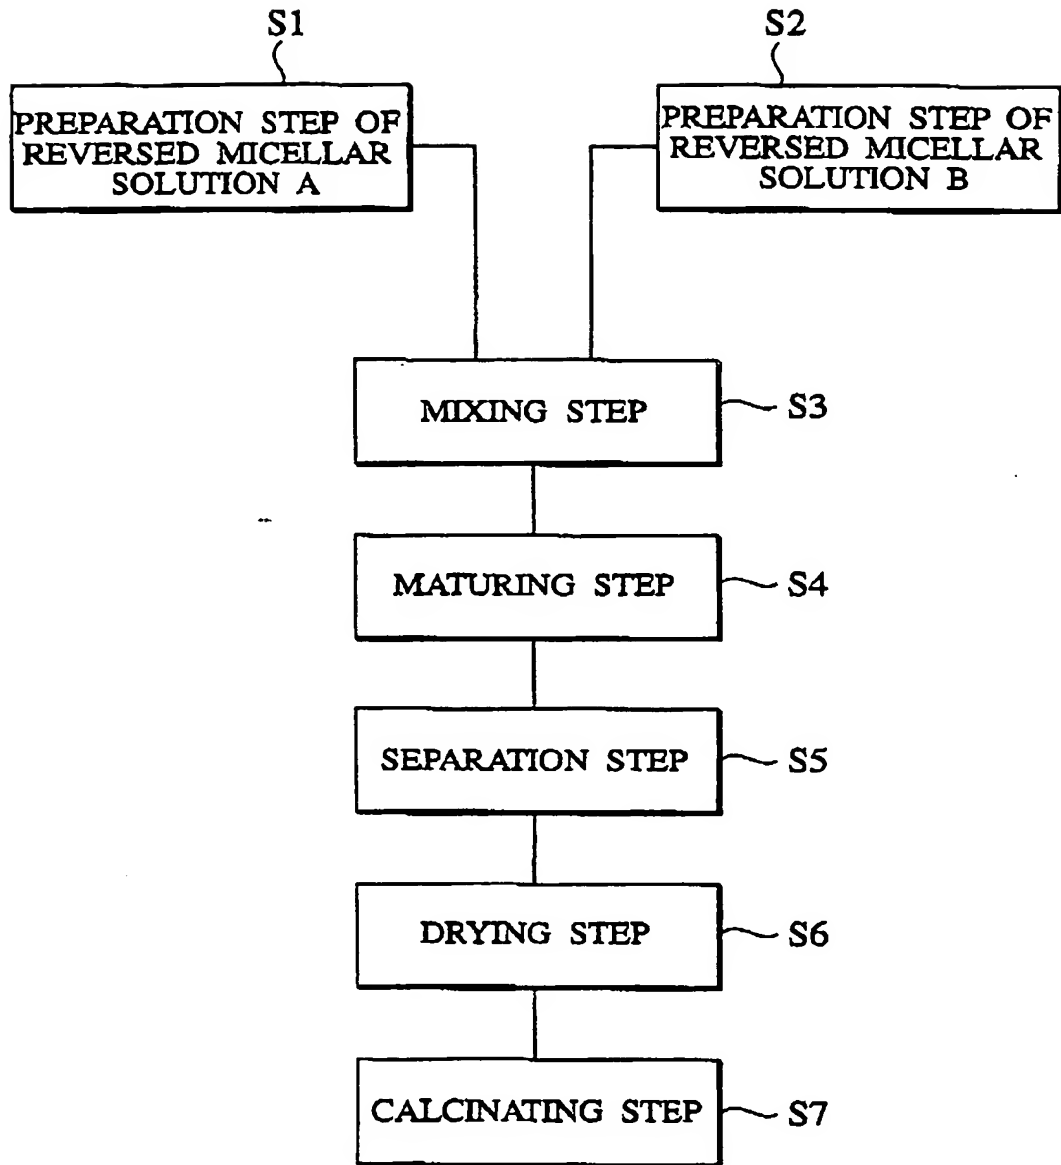 S1
S2
PREPARATION STEP OF
REVERSED MICELLAR
SOLUTION A
PREPARATION STEP OF
REVERSED MICELLAR
SOLUTION B
MIXING STEP
S3
MATURING STEP
S4
SEPARATION STEP
S5
DRYING STEP
S6
CALCINATING STEP
S7